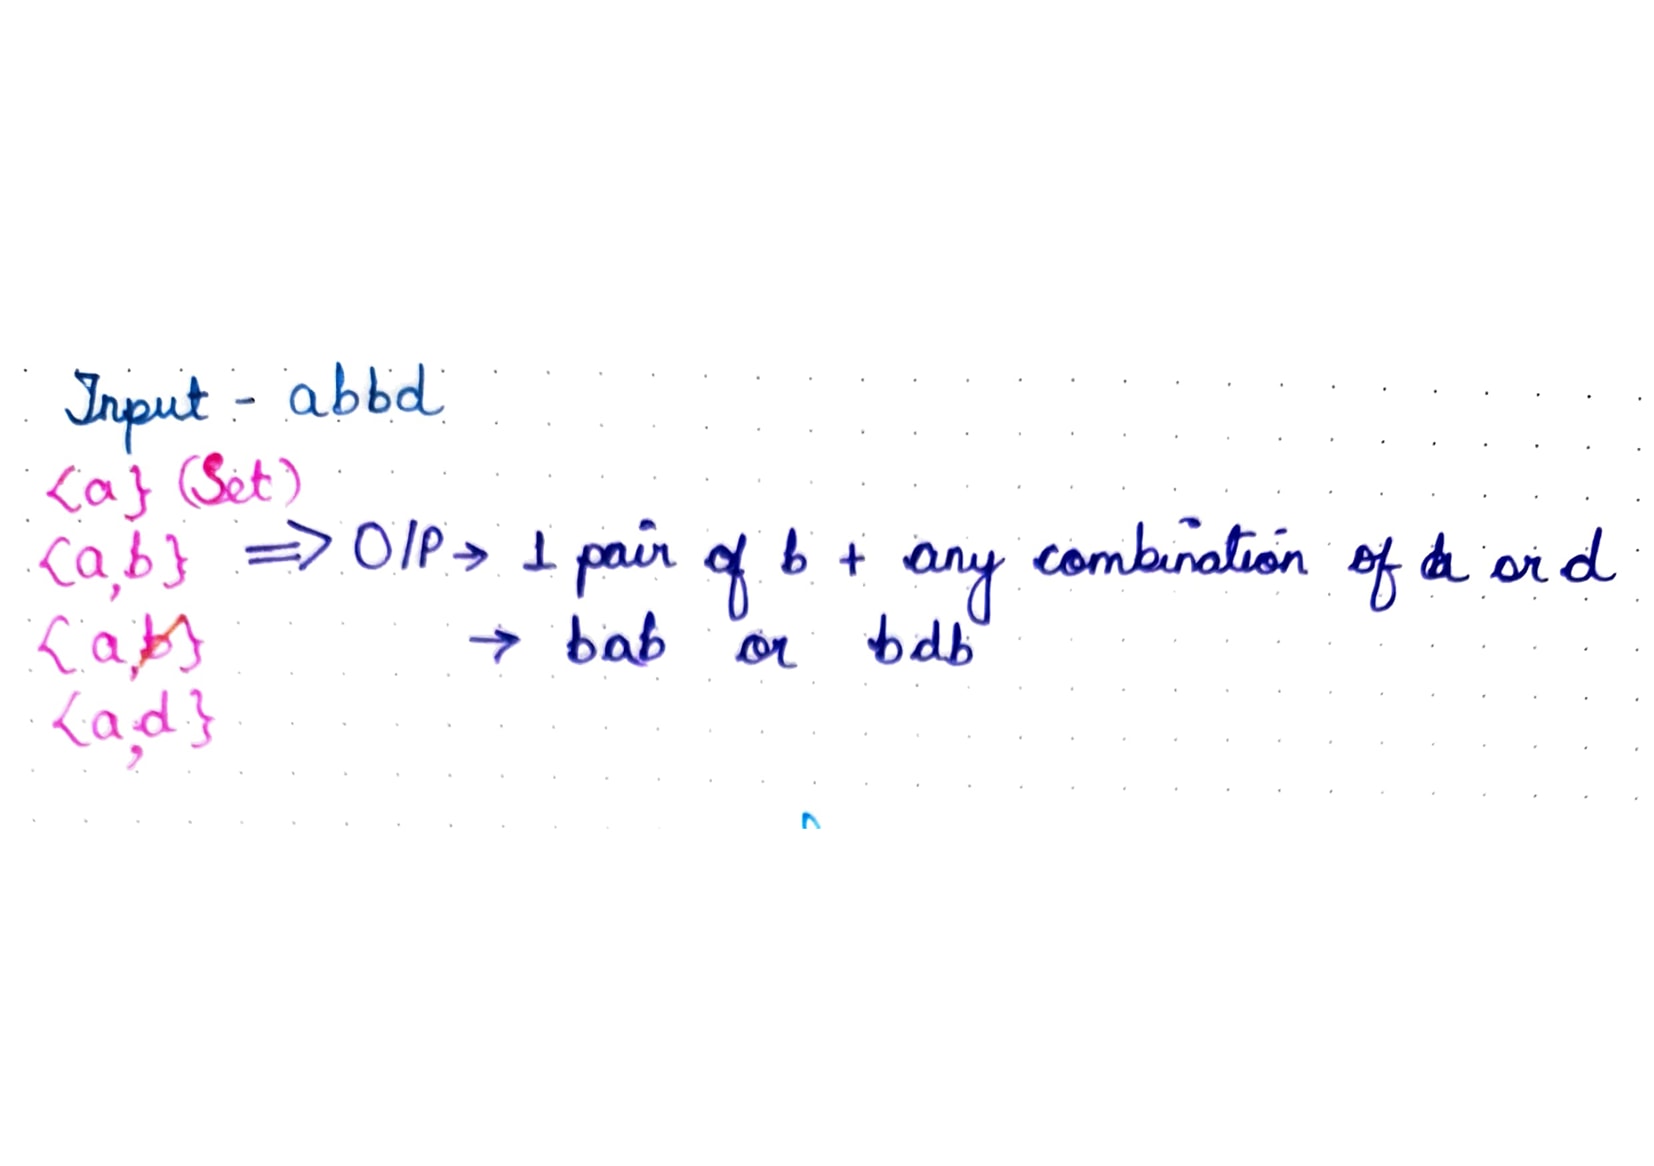 Input - abbd
{a} (Set)
{a,b} => O/P → 1 pair of b + any combination of a or d
{a,b} → bab or bdb
{a,d}